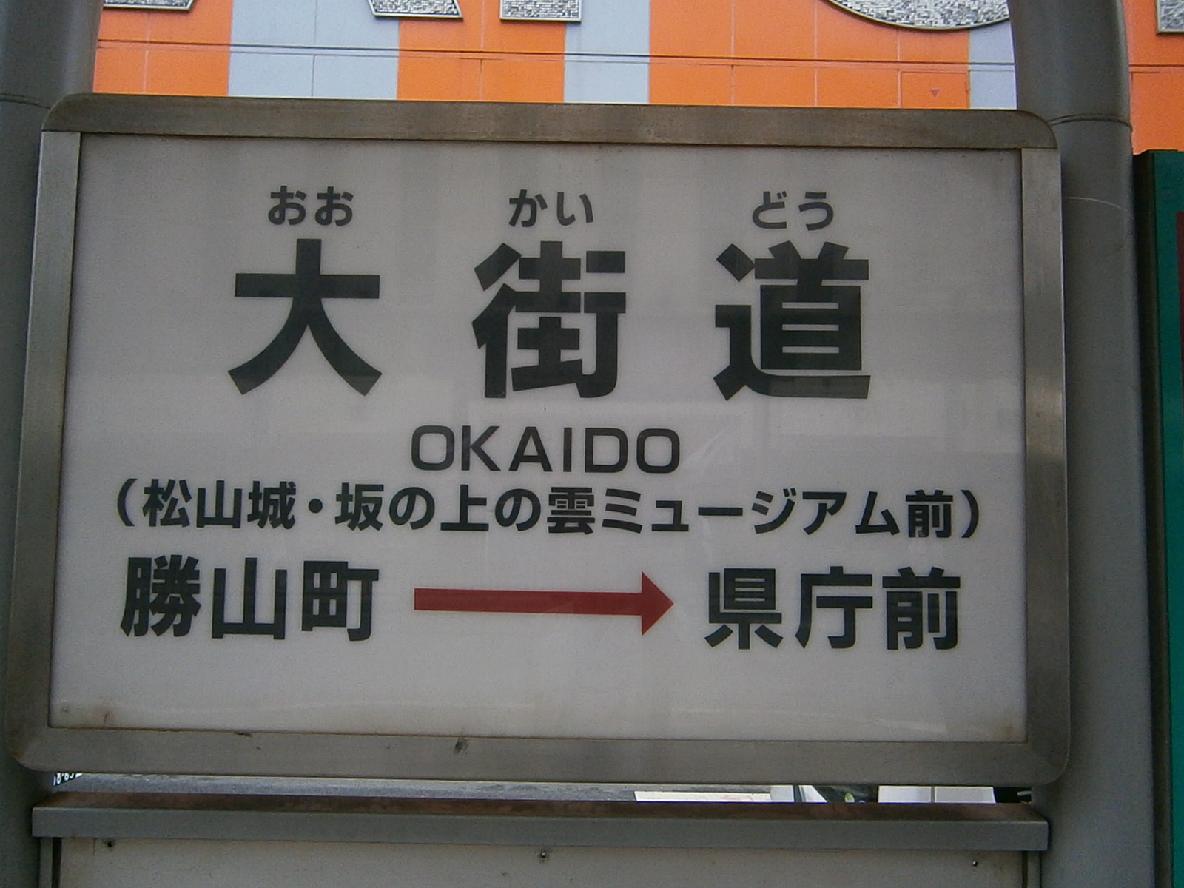 おお かい どう
大街道
OKAIDO
（松山城・坂の上の雲ミュージアム前）
勝山町 → 県庁前